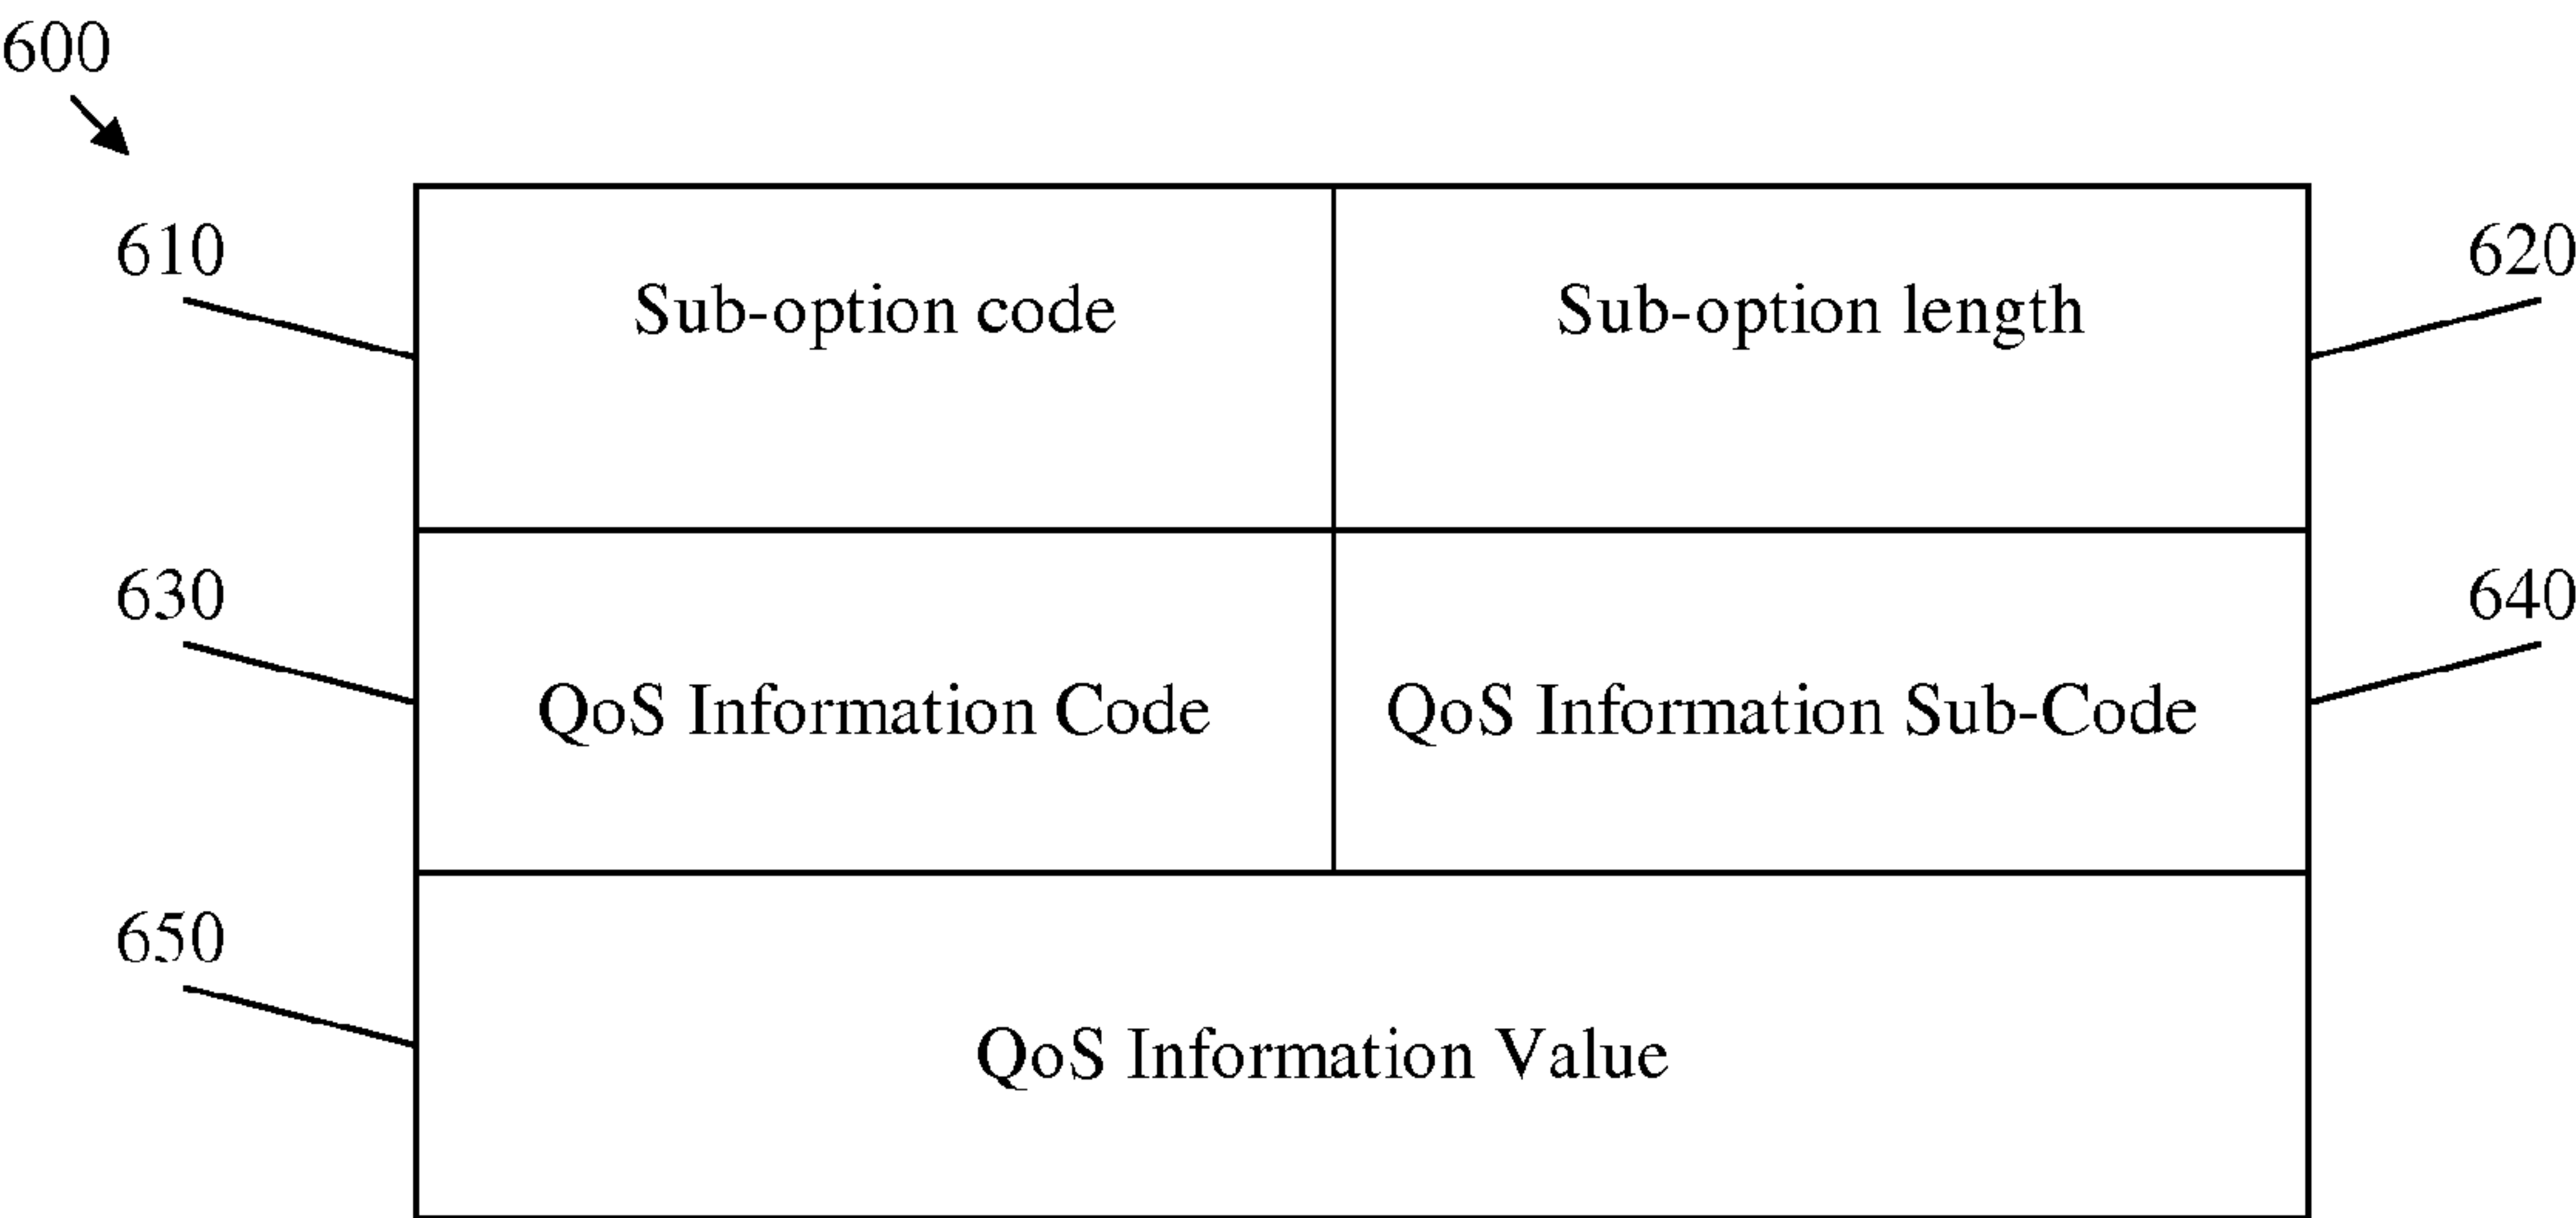 600
610
Sub-option code
Sub-option length
620
630
QoS Information Code
QoS Information Sub-Code
640
650
QoS Information Value